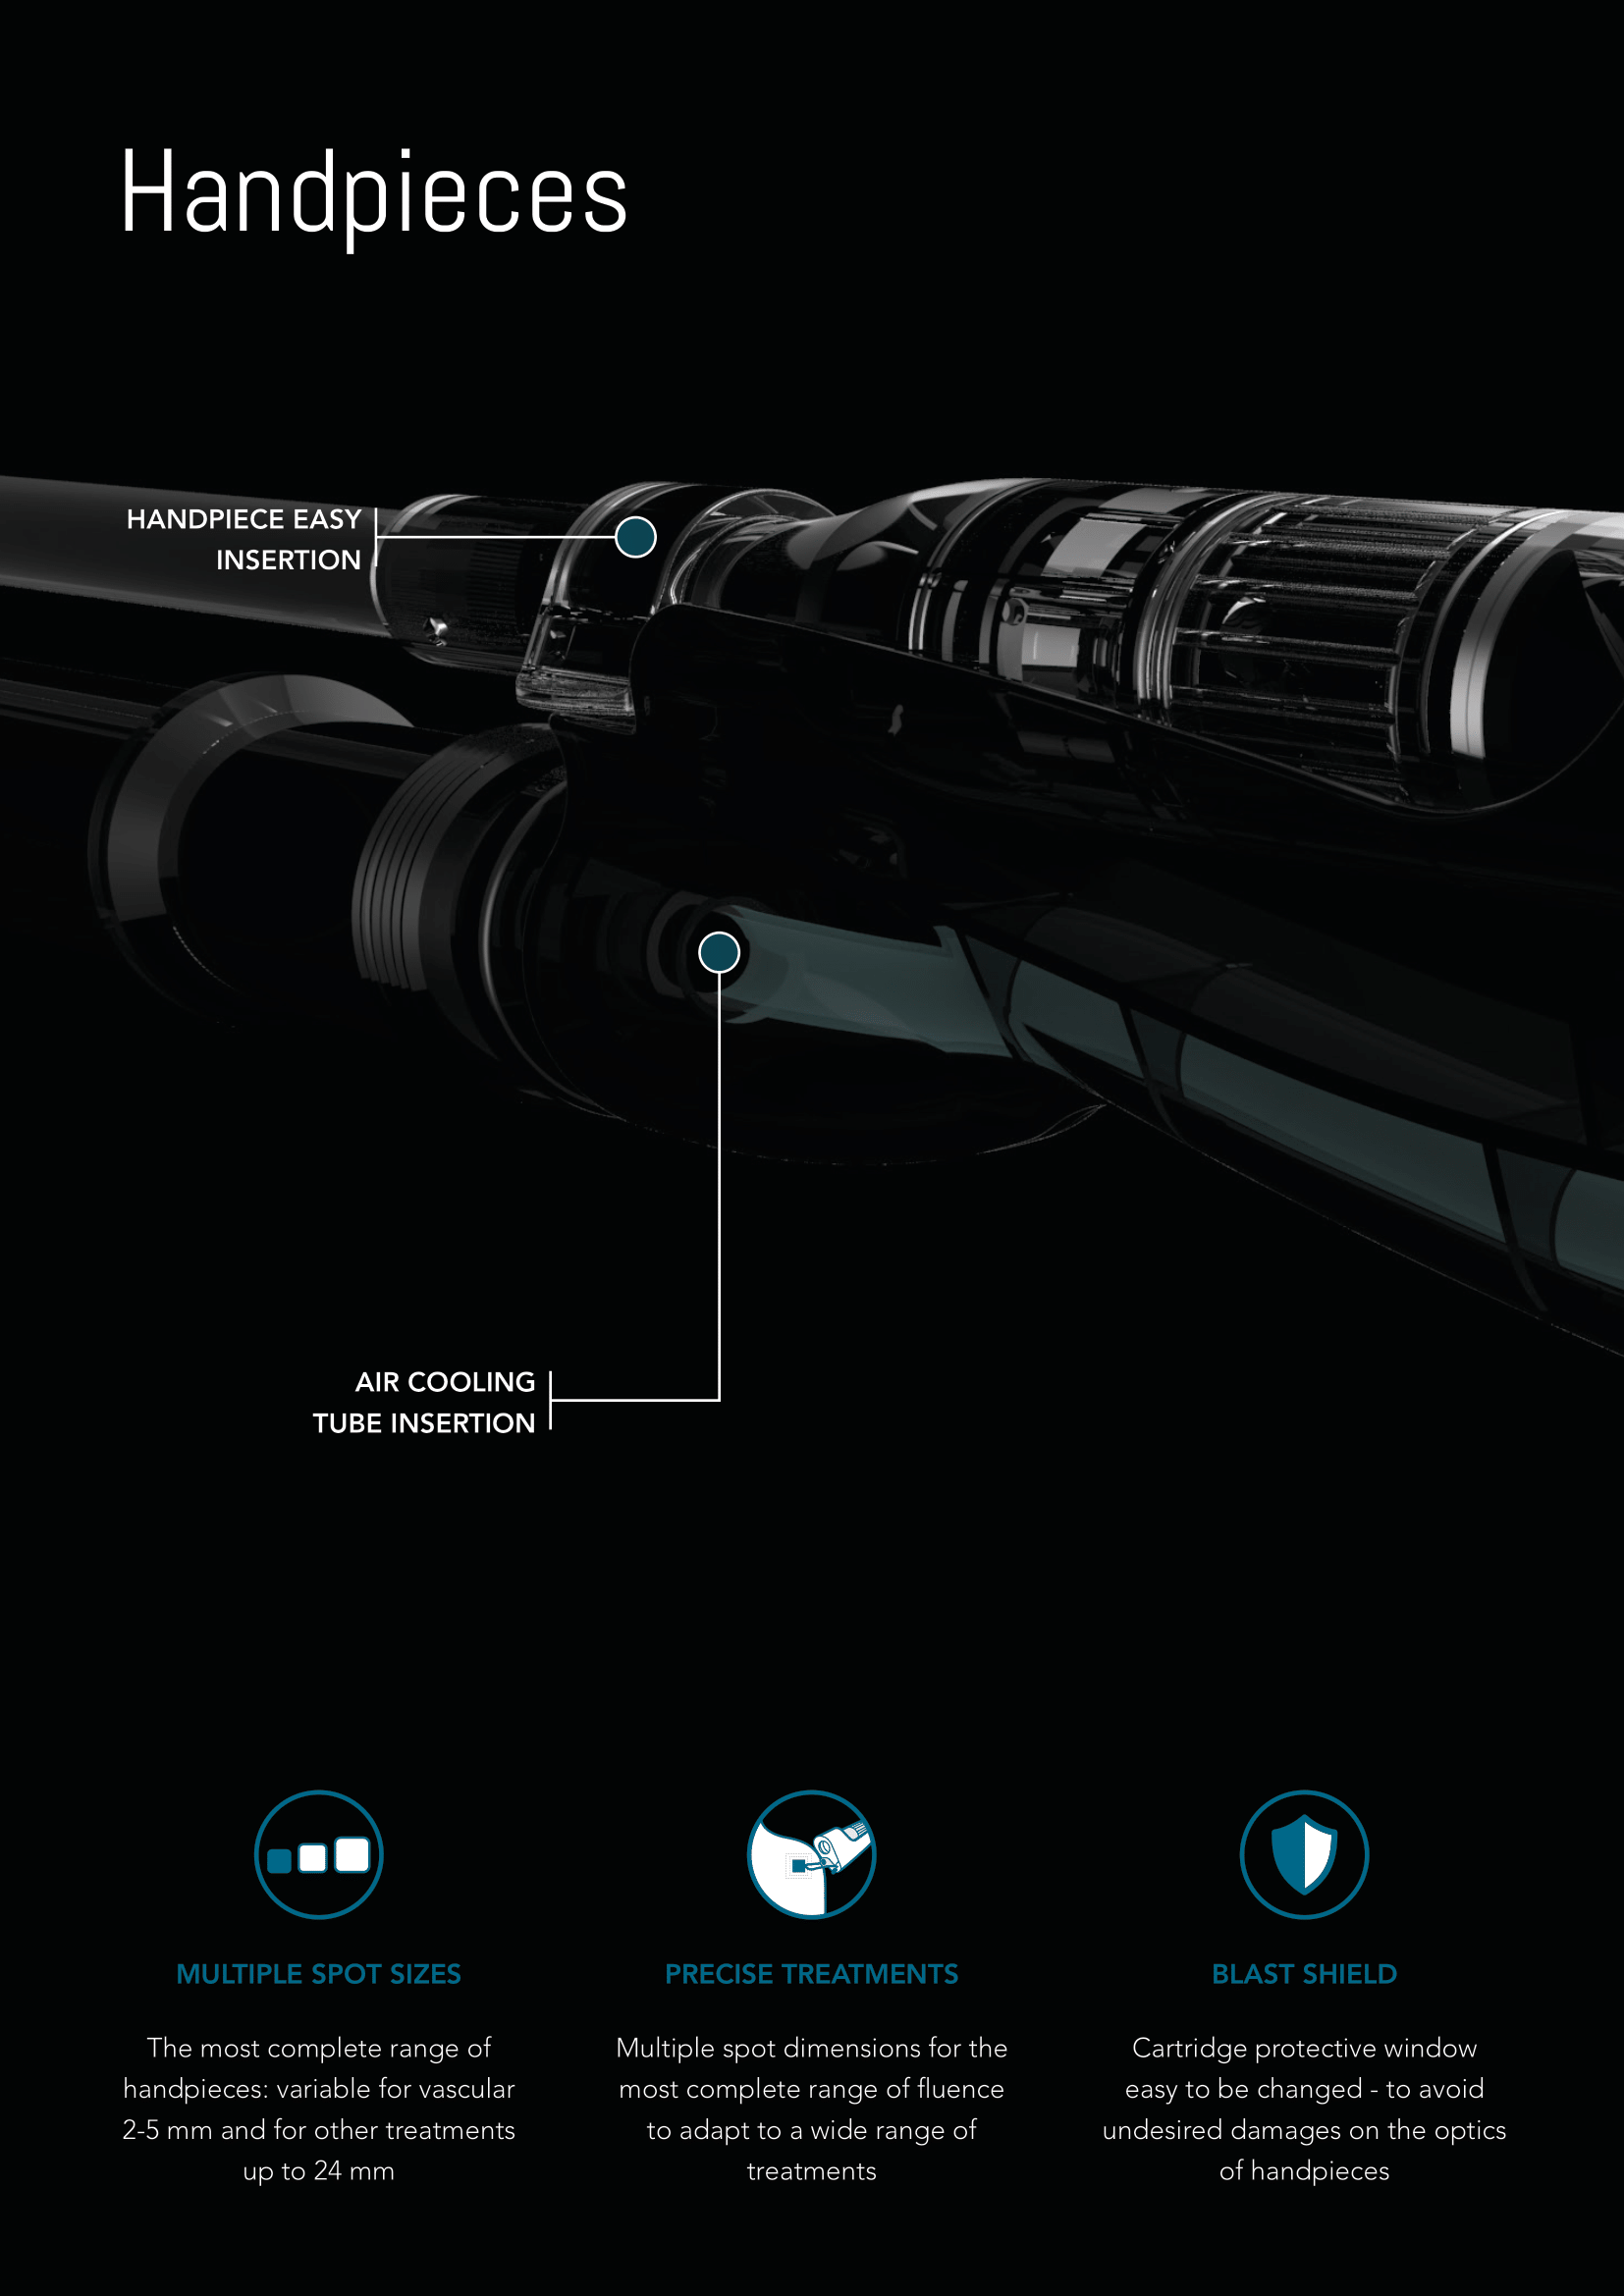 Handpieces
HANDPIECE EASY
INSERTION
AIR COOLING
TUBE INSERTION
MULTIPLE SPOT SIZES
The most complete range of
handpieces: variable for vascular
2-5 mm and for other treatments
up to 24 mm
PRECISE TREATMENTS
Multiple spot dimensions for the
most complete range of fluence
to adapt to a wide range of
treatments
BLAST SHIELD
Cartridge protective window
easy to be changed - to avoid
undesired damages on the optics
of handpieces